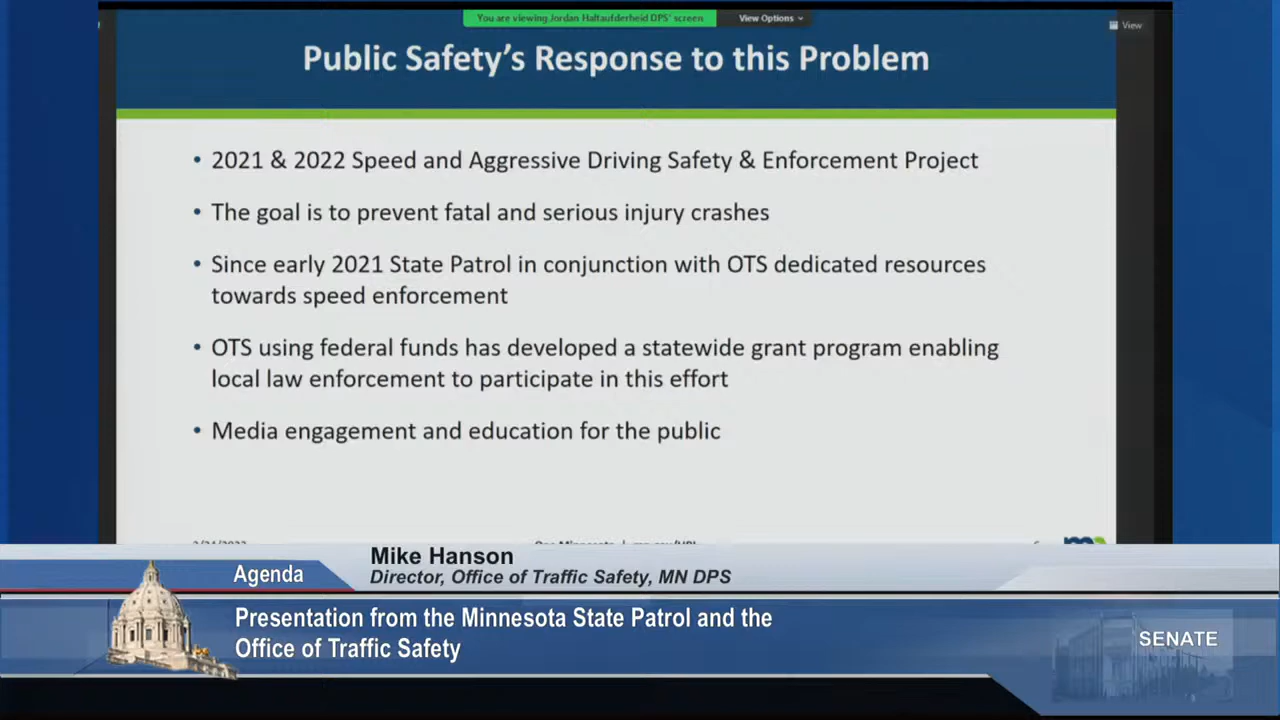 You are viewing Jordan Haltaufderheid DPS' screen
View Options
View
Public Safety's Response to this Problem
• 2021 & 2022 Speed and Aggressive Driving Safety & Enforcement Project
• The goal is to prevent fatal and serious injury crashes
• Since early 2021 State Patrol in conjunction with OTS dedicated resources
towards speed enforcement
• OTS using federal funds has developed a statewide grant program enabling
local law enforcement to participate in this effort
• Media engagement and education for the public
Mike Hanson
Director, Office of Traffic Safety, MN DPS
Agenda
Presentation from the Minnesota State Patrol and the
Office of Traffic Safety
SENATE